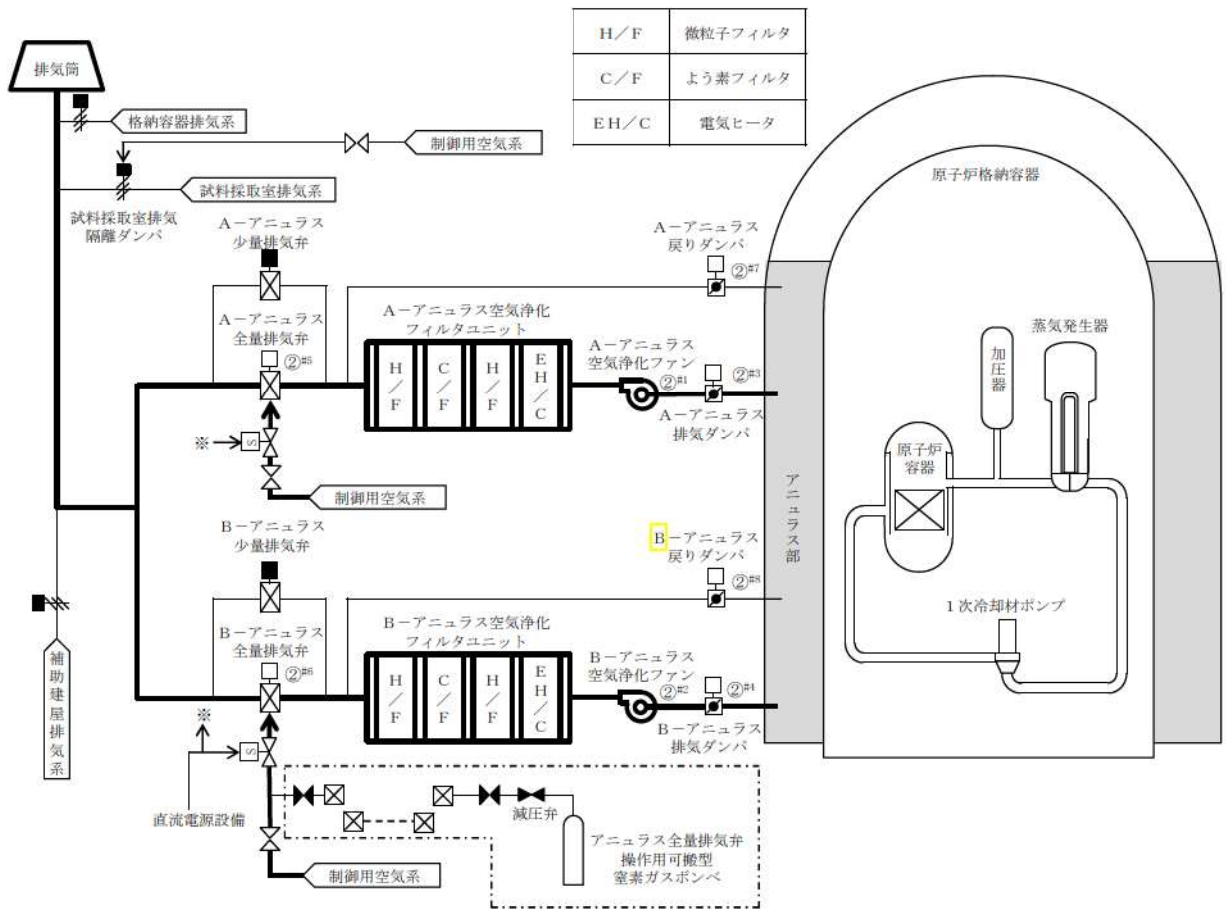 H/F 微粒子フィルタ
C/F よう素フィルタ
EH/C 電気ヒータ
排気筒
格納容器排気系
制御用空気系
試料採取室排気系
試料採取室排気
隔離ダンパ
原子炉格納容器
A-アニュラス
少量排気弁
A-アニュラス
戻りダンパ
②#7
A-アニュラス
全量排気弁
②#5
A-アニュラス空気浄化
フィルタユニット
H/F
C/F
H/F
EH/C
A-アニュラス
空気浄化ファン
②#1
②#3
A-アニュラス
排気ダンパ
※
S
制御用空気系
蒸気発生器
加圧器
原子炉
容器
アニュラス部
1次冷却材ポンプ
B-アニュラス
少量排気弁
B-アニュラス
戻りダンパ
②#8
B-アニュラス
全量排気弁
②#6
B-アニュラス空気浄化
フィルタユニット
H/F
C/F
H/F
EH/C
B-アニュラス
空気浄化ファン
②#2
②#4
B-アニュラス
排気ダンパ
補助建屋排気系
※
S
直流電源設備
減圧弁
アニュラス全量排気弁
操作用可搬型
窒素ガスボンベ
制御用空気系